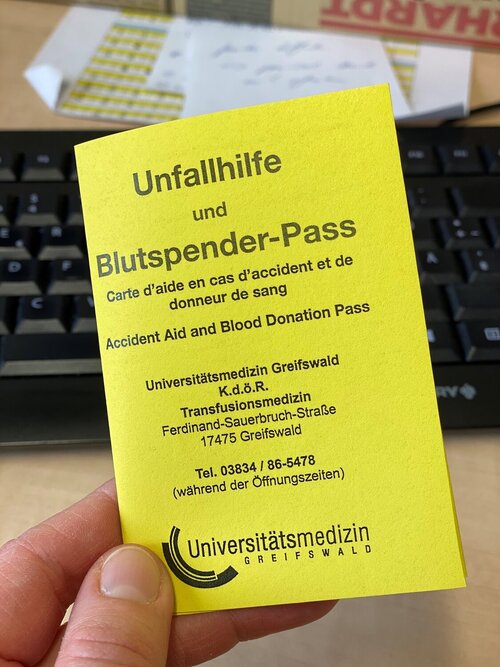 HARDT
Unfallhilfe
und
Blutspender-Pass
Carte d'aide en cas d'accident et de
donneur de sang
Accident Aid and Blood Donation Pass
Universitätsmedizin Greifswald
K.d.ö.R.
Transfusionsmedizin
Ferdinand-Sauerbruch-Straße
17475 Greifswald
Tel. 03834 / 86-5478
(während der Öffnungszeiten)
Universitätsmedizin
GREIFSWALD